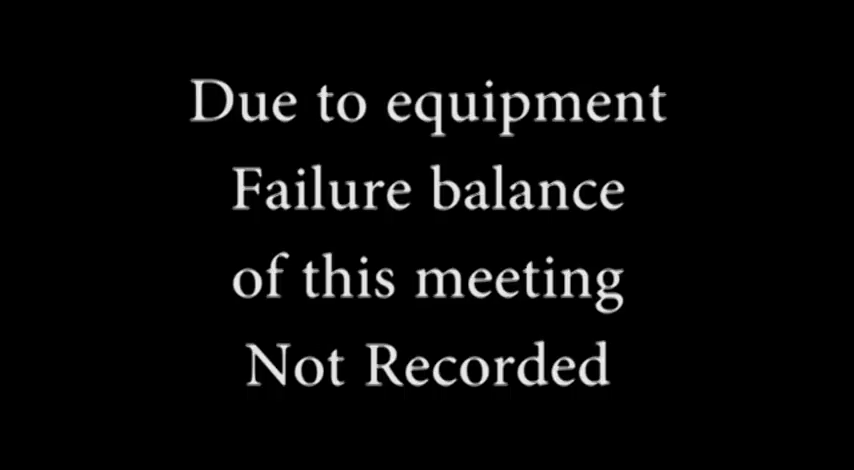 Due to equipment
Failure balance
of this meeting
Not Recorded